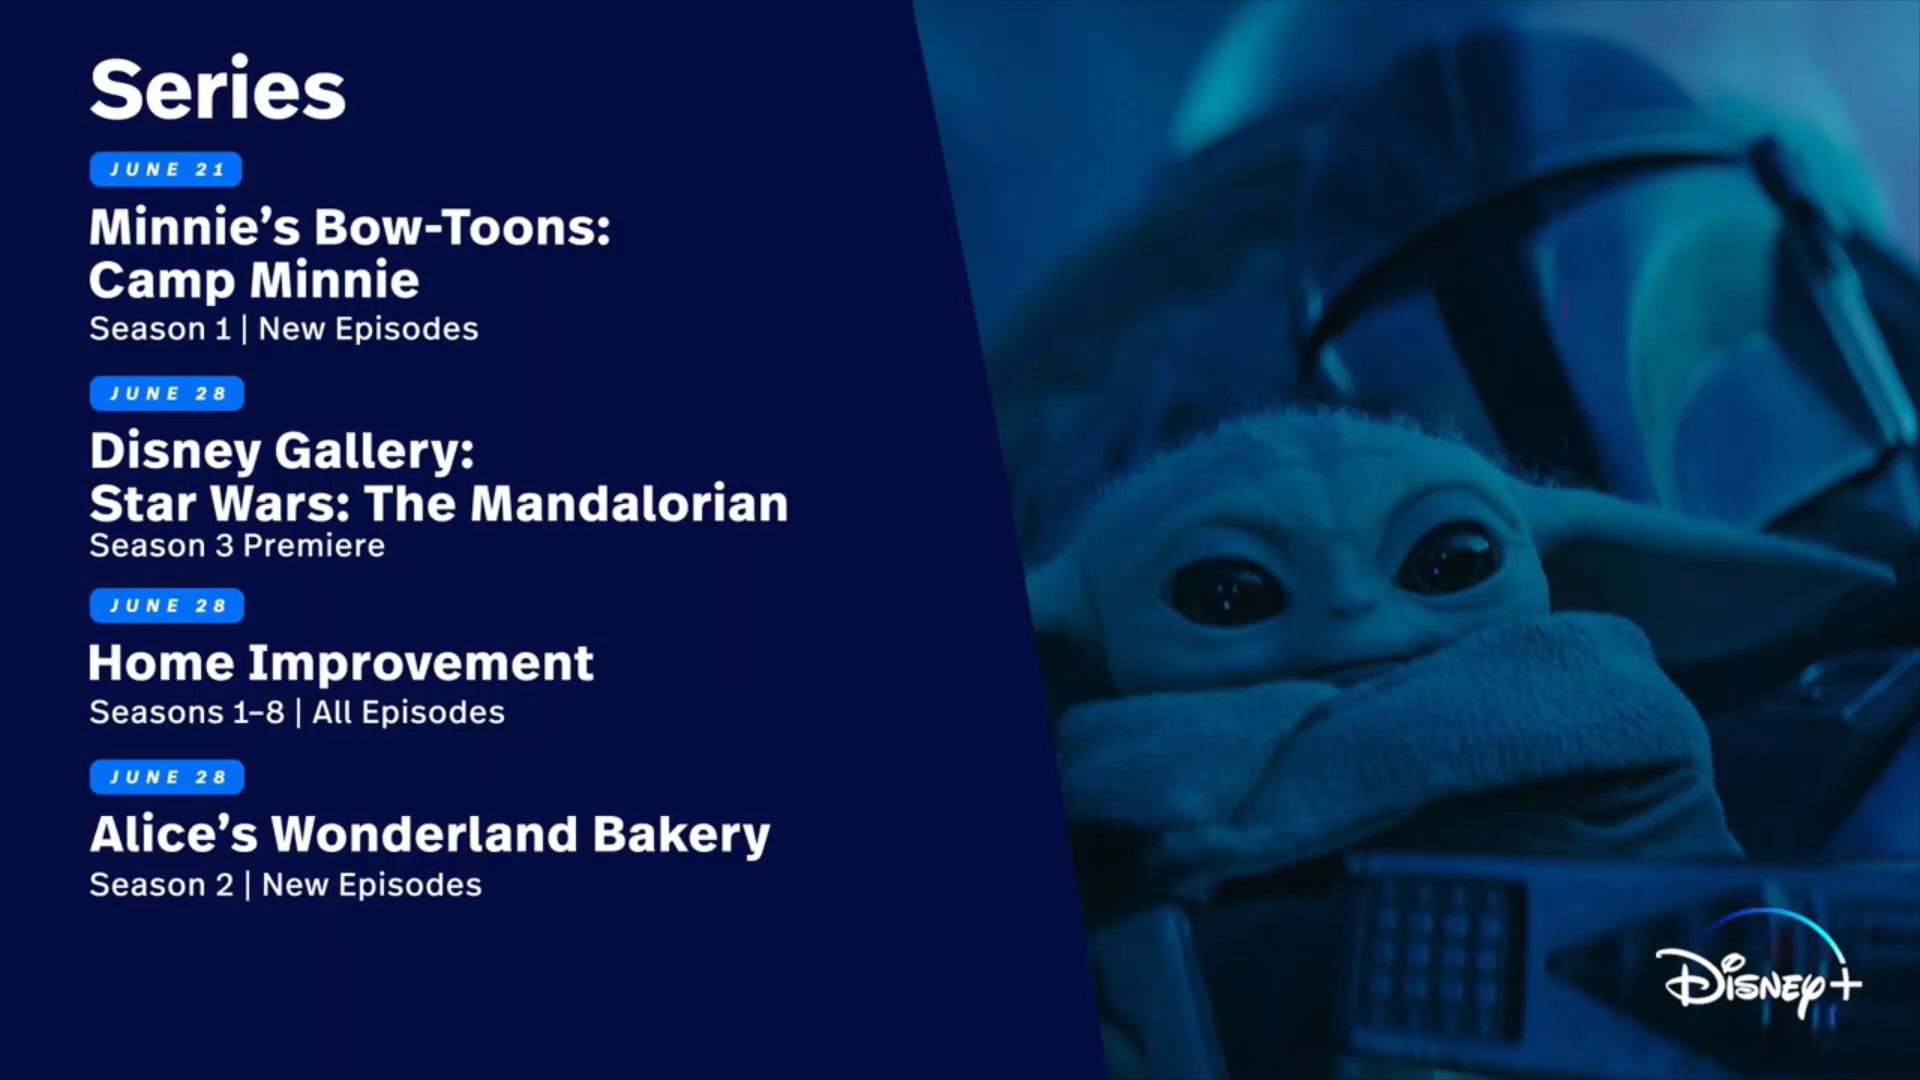 Series
JUNE 21
Minnie’s Bow-Toons:
Camp Minnie
Season 1 | New Episodes
JUNE 28
Disney Gallery:
Star Wars: The Mandalorian
Season 3 Premiere
JUNE 28
Home Improvement
Seasons 1–8 | All Episodes
JUNE 28
Alice’s Wonderland Bakery
Season 2 | New Episodes
Disney+